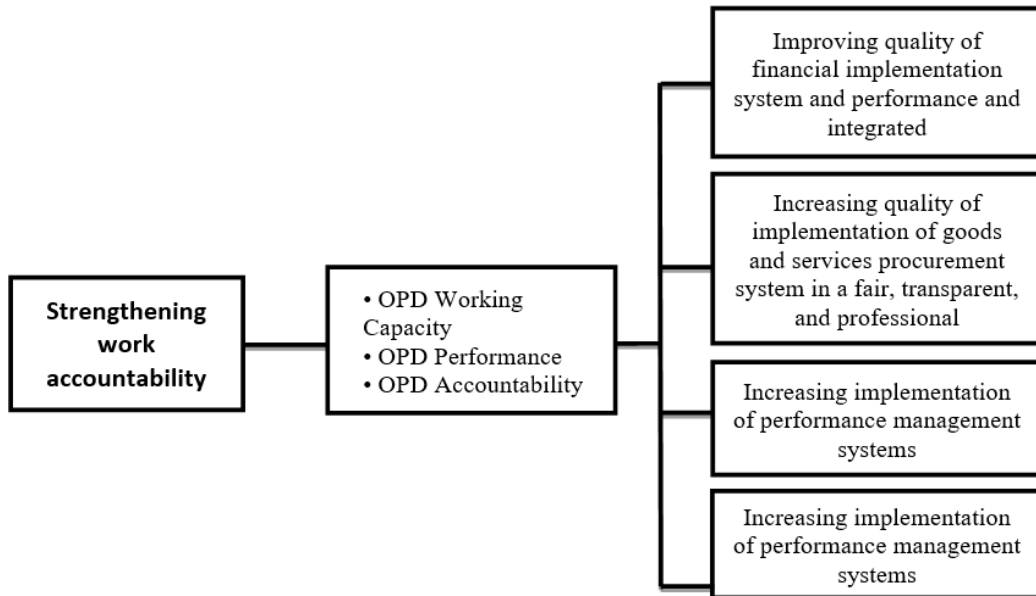 Strengthening
work
accountability
• OPD Working
Capacity
• OPD Performance
• OPD Accountability
Improving quality of
financial implementation
system and performance and
integrated
Increasing quality of
implementation of goods
and services procurement
system in a fair, transparent,
and professional
Increasing implementation
of performance management
systems
Increasing implementation
of performance management
systems